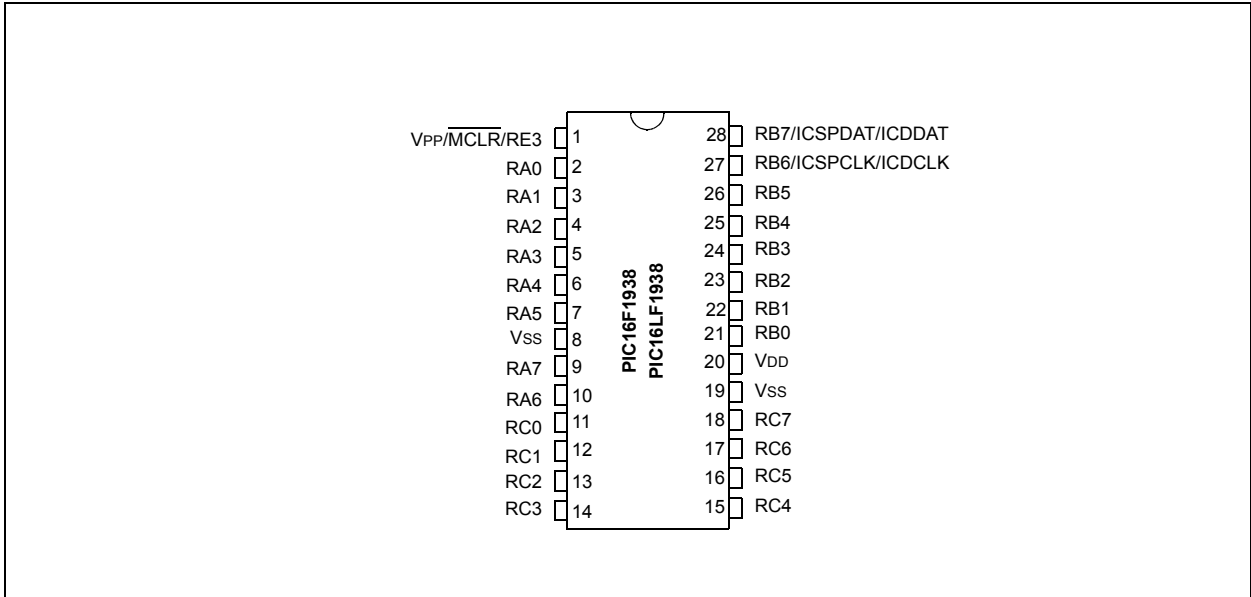 VPP/MCLR/RE3 1
RA0 2
RA1 3
RA2 4
RA3 5
RA4 6
RA5 7
VSS 8
RA7 9
RA6 10
RC0 11
RC1 12
RC2 13
RC3 14
PIC16F1938
PIC16LF1938
28 RB7/ICSPDAT/ICDDAT
27 RB6/ICSPCLK/ICDCLK
26 RB5
25 RB4
24 RB3
23 RB2
22 RB1
21 RB0
20 VDD
19 VSS
18 RC7
17 RC6
16 RC5
15 RC4